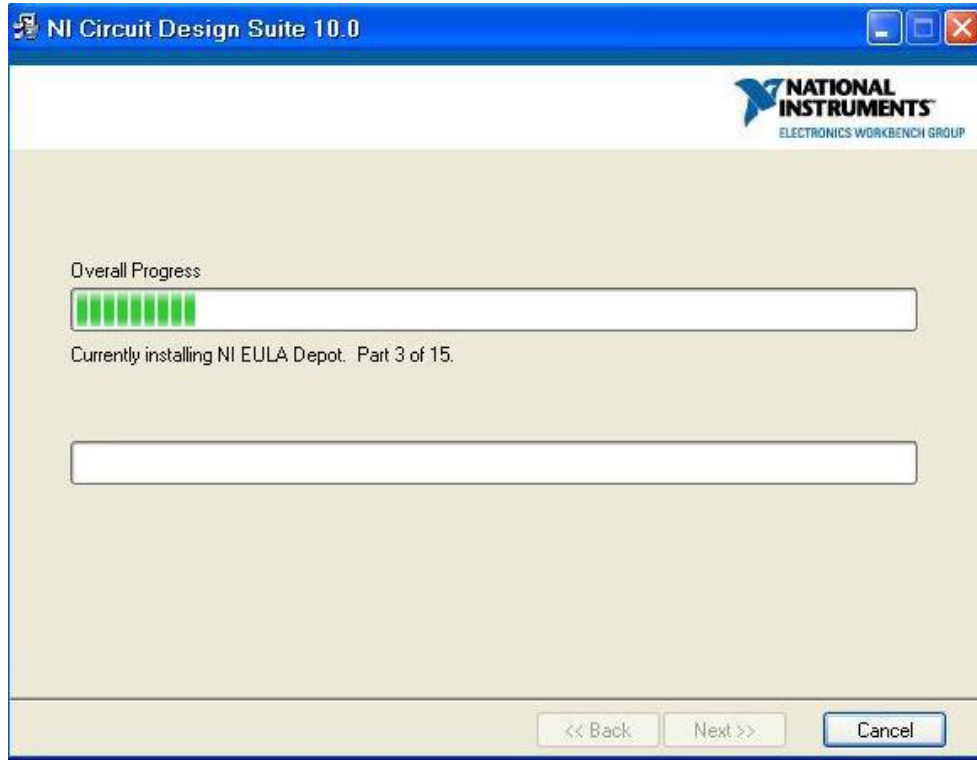 NI Circuit Design Suite 10.0
NATIONAL
INSTRUMENTS™
ELECTRONICS WORKBENCH GROUP
Overall Progress
Currently installing NI EULA Depot. Part 3 of 15.
<< Back
Next >>
Cancel